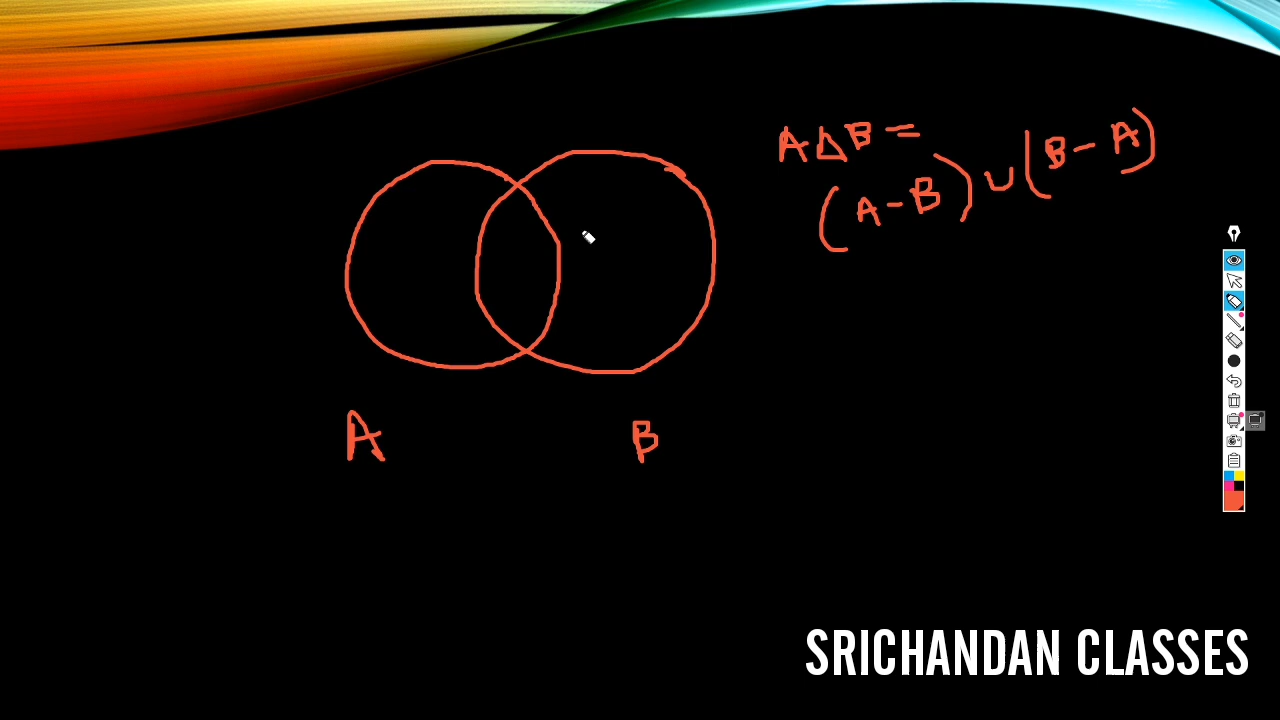 A Δ B =
(A - B) ∪ (B - A)
A
B
SRICHANDAN CLASSES